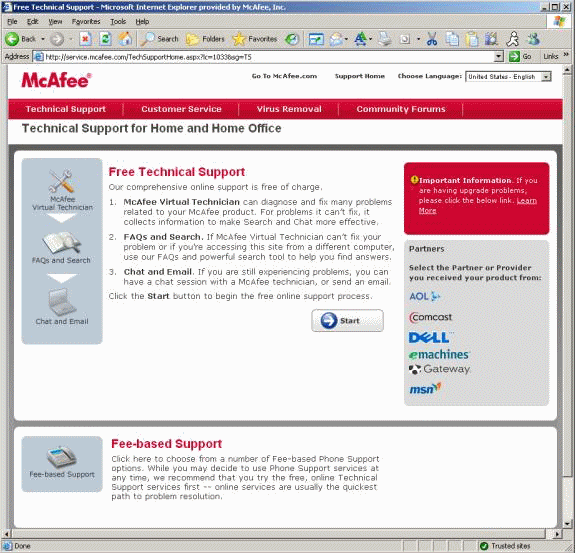 Free Technical Support - Microsoft Internet Explorer provided by McAfee, Inc.
File Edit View Favorites Tools Help
Back Search Folders Favorites
Address http://service.mcafee.com/TechSupportHome.aspx?lc=1033&sg=TS Go Links »
McAfee®
Go To McAfee.com Support Home Choose Language: United States - English
Technical Support Customer Service Virus Removal Community Forums
Technical Support for Home and Home Office
McAfee
Virtual Technician
FAQs and Search
Chat and Email
Free Technical Support
Our comprehensive online support is free of charge.
1. McAfee Virtual Technician can diagnose and fix many problems
related to your McAfee product. For problems it can't fix, it
collects information to make Search and Chat more effective.
2. FAQs and Search. If McAfee Virtual Technician can't fix your
problem or if you're accessing this site from a different computer,
use our FAQs and powerful search tool to help you find answers.
3. Chat and Email. If you are still experiencing problems, you can
have a chat session with a McAfee technician, or send an email.
Click the Start button to begin the free online support process.
Start
Important Information. If you
are having upgrade problems,
please click the below link. Learn
More
Partners
Select the Partner or Provider
you received your product from:
AOL
Comcast
DELL
emachines
Gateway
msn
Fee-based Support
Fee-based Support
Click here to choose from a number of Fee-based Phone Support
options. While you may decide to use Phone Support services at
any time, we recommend that you try the free, online Technical
Support services first -- online services are usually the quickest
path to problem resolution.
Done Trusted sites